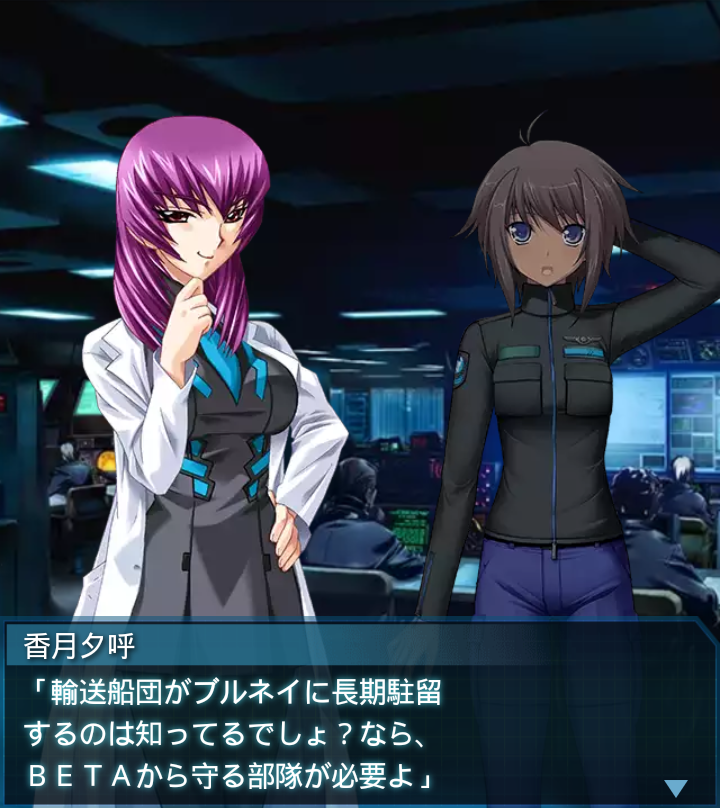 香月夕呼
「輸送船団がブルネイに長期駐留
するのは知ってるでしょ？なら、
ＢＥＴＡから守る部隊が必要よ」